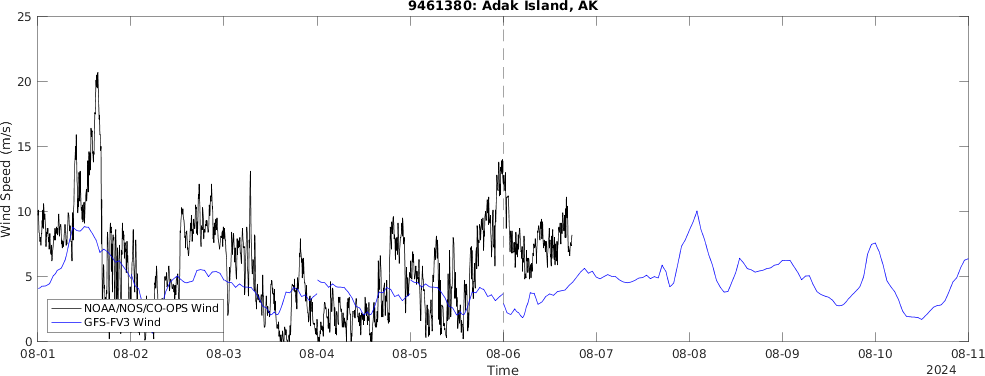 9461380: Adak Island, AK
25
20
15
10
5
0
Wind Speed (m/s)
NOAA/NOS/CO-OPS Wind
GFS-FV3 Wind
08-01 08-02 08-03 08-04 08-05 08-06 08-07 08-08 08-09 08-10 08-11
Time
2024